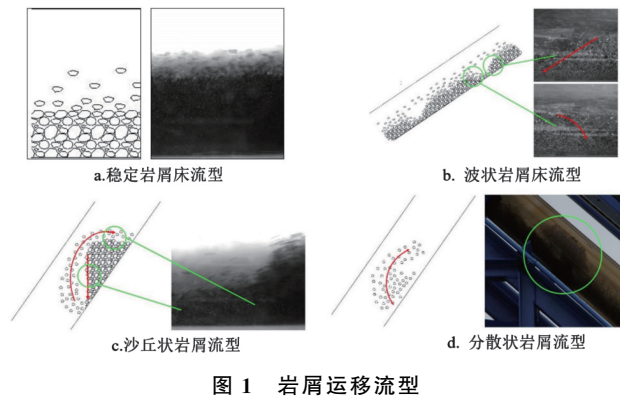 a.稳定岩屑床流型
b. 波状岩屑床流型
c.沙丘状岩屑流型
d. 分散状岩屑流型
图 1 岩屑运移流型